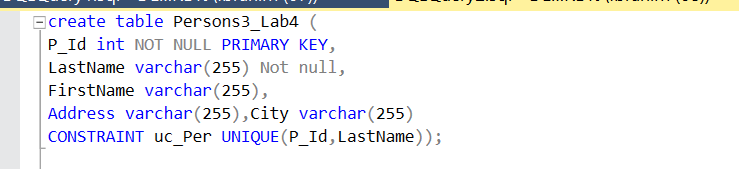 create table Persons3_Lab4 (
P_Id int NOT NULL PRIMARY KEY,
LastName varchar(255) Not null,
FirstName varchar(255),
Address varchar(255),City varchar(255)
CONSTRAINT uc_Per UNIQUE(P_Id,LastName));